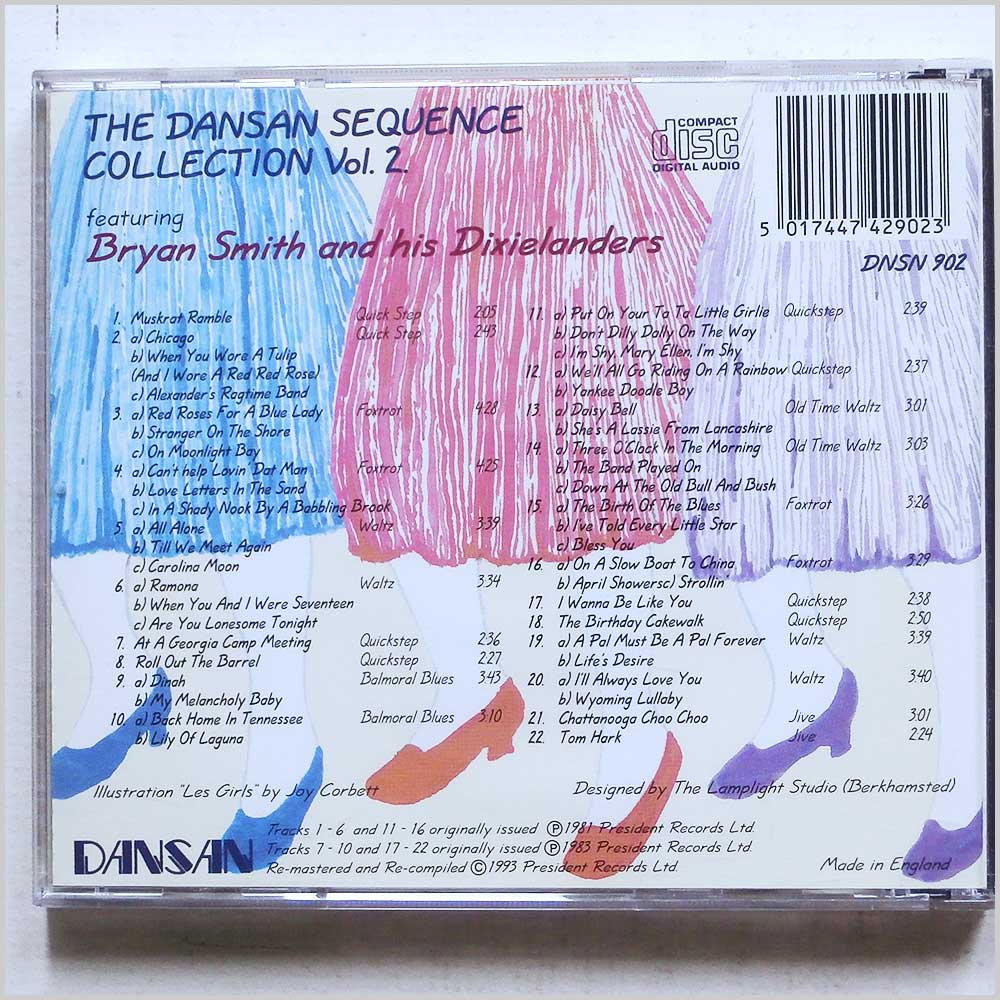 THE DANSAN SEQUENCE
COLLECTION Vol. 2.
COMPACT
disc
DIGITAL AUDIO
5 017447 429023
featuring
Bryan Smith and his Dixielanders
DNSN 902
1. Muskrat Ramble Quick Step 2:05
2. a) Chicago Quick Step 2:43
b) When You Wore A Tulip
(And I Wore A Red Red Rose)
c) Alexander's Ragtime Band
3. a) Red Roses For A Blue Lady Foxtrot 4:28
b) Stranger On The Shore
c) On Moonlight Bay
4. a) Can't help Lovin' Dat Man Foxtrot 4:25
b) Love Letters In The Sand
c) In A Shady Nook By A Babbling Brook
5. a) All Alone Waltz 3:39
b) Till We Meet Again
c) Carolina Moon
6. a) Ramona Waltz 3:34
b) When You And I Were Seventeen
c) Are You Lonesome Tonight
7. At A Georgia Camp Meeting Quickstep 2:36
8. Roll Out The Barrel Quickstep 2:27
9. a) Dinah Balmoral Blues 3:43
b) My Melancholy Baby
10. a) Back Home In Tennessee Balmoral Blues 3:10
b) Lily Of Laguna
11. a) Put On Your Ta Ta Little Girlie Quickstep 2:39
b) Don't Dilly Dally On The Way
c) I'm Shy, Mary Ellen, I'm Shy
12. a) We'll All Go Riding On A Rainbow Quickstep 2:37
b) Yankee Doodle Boy
13. a) Daisy Bell Old Time Waltz 3:01
b) She's A Lassie From Lancashire
14. a) Three O'Clock In The Morning Old Time Waltz 3:03
b) The Band Played On
c) Down At The Old Bull And Bush
15. a) The Birth Of The Blues Foxtrot 3:26
b) I've Told Every Little Star
c) Bless You
16. a) On A Slow Boat To China Foxtrot 3:29
b) April Showersc) Strollin'
17. I Wanna Be Like You Quickstep 2:38
18. The Birthday Cakewalk Quickstep 2:50
19. a) A Pal Must Be A Pal Forever Waltz 3:39
b) Life's Desire
20. a) I'll Always Love You Waltz 3:40
b) Wyoming Lullaby
21. Chattanooga Choo Choo Jive 3:01
22. Tom Hark Jive 2:24
Illustration "Les Girls" by Joy Corbett
Designed by The Lamplight Studio (Berkhamsted)
DANSAN
Tracks 1 - 6 and 11 - 16 originally issued Ⓟ1981 President Records Ltd.
Tracks 7 - 10 and 17 - 22 originally issued Ⓟ1983 President Records Ltd.
Re-mastered and Re-compiled ©1993 President Records Ltd.
Made in England